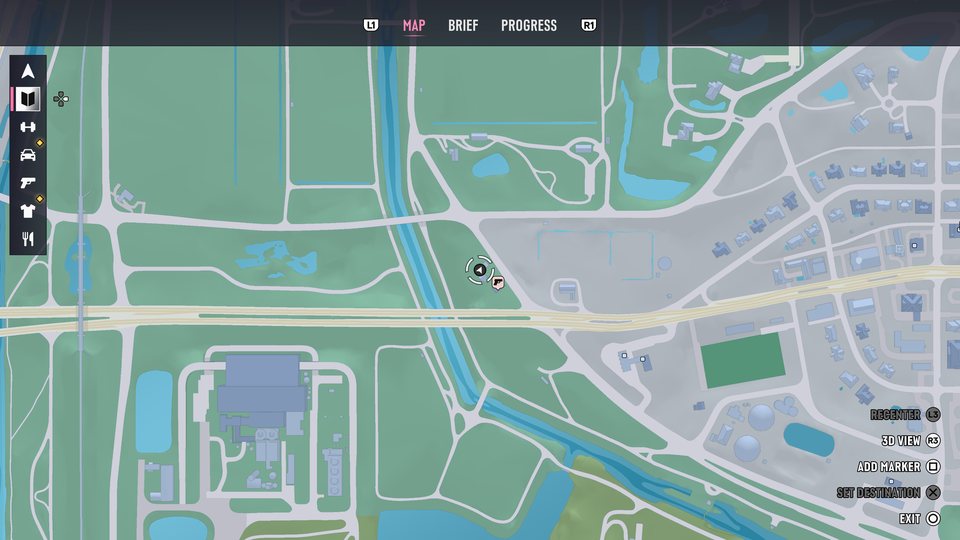 L1 MAP BRIEF PROGRESS R1
RECENTER L3
3D VIEW R3
ADD MARKER
SET DESTINATION
EXIT